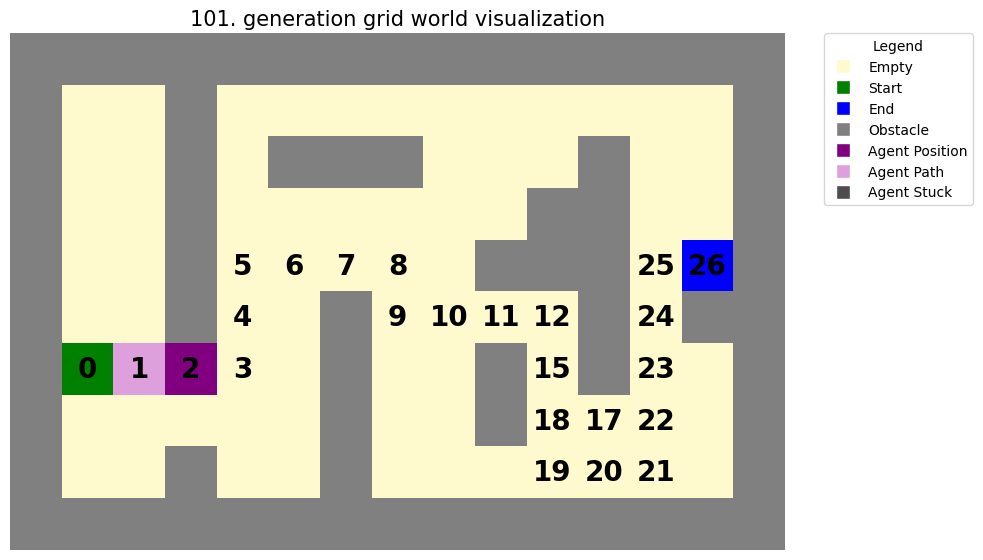 101. generation grid world visualization
Legend
Empty
Start
End
Obstacle
Agent Position
Agent Path
Agent Stuck
5 6 7 8 25 26
4 9 10 11 12 24
0 1 2 3 15 23
18 17 22
19 20 21